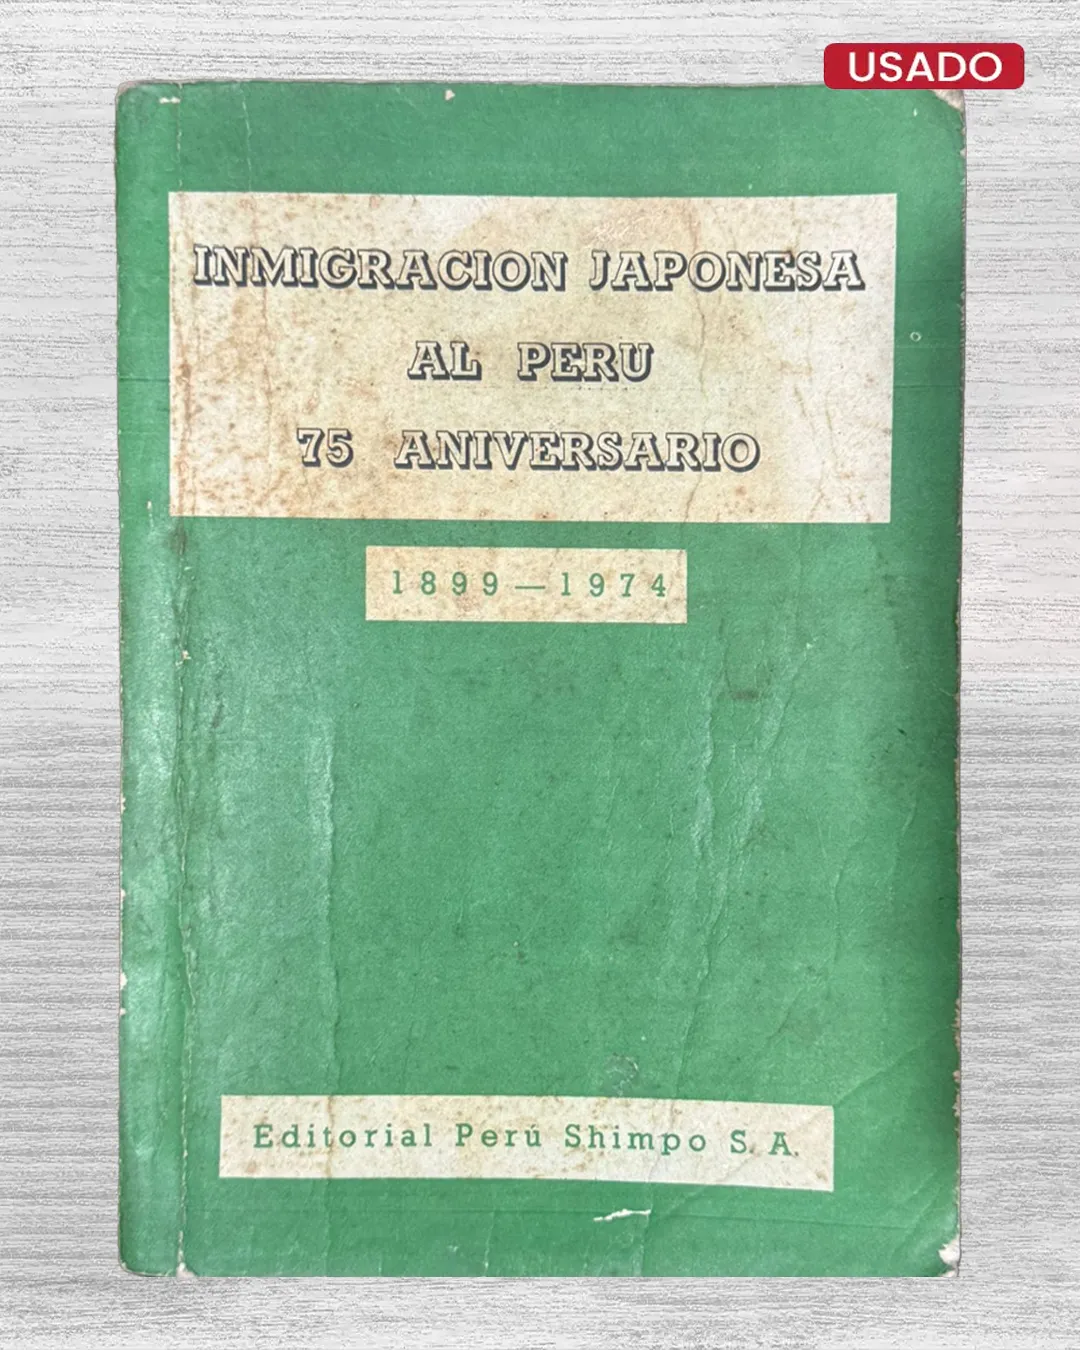 USADO
INMIGRACION JAPONESA
AL PERU
75 ANIVERSARIO
1899—1974
Editorial Perú Shimpo S. A.